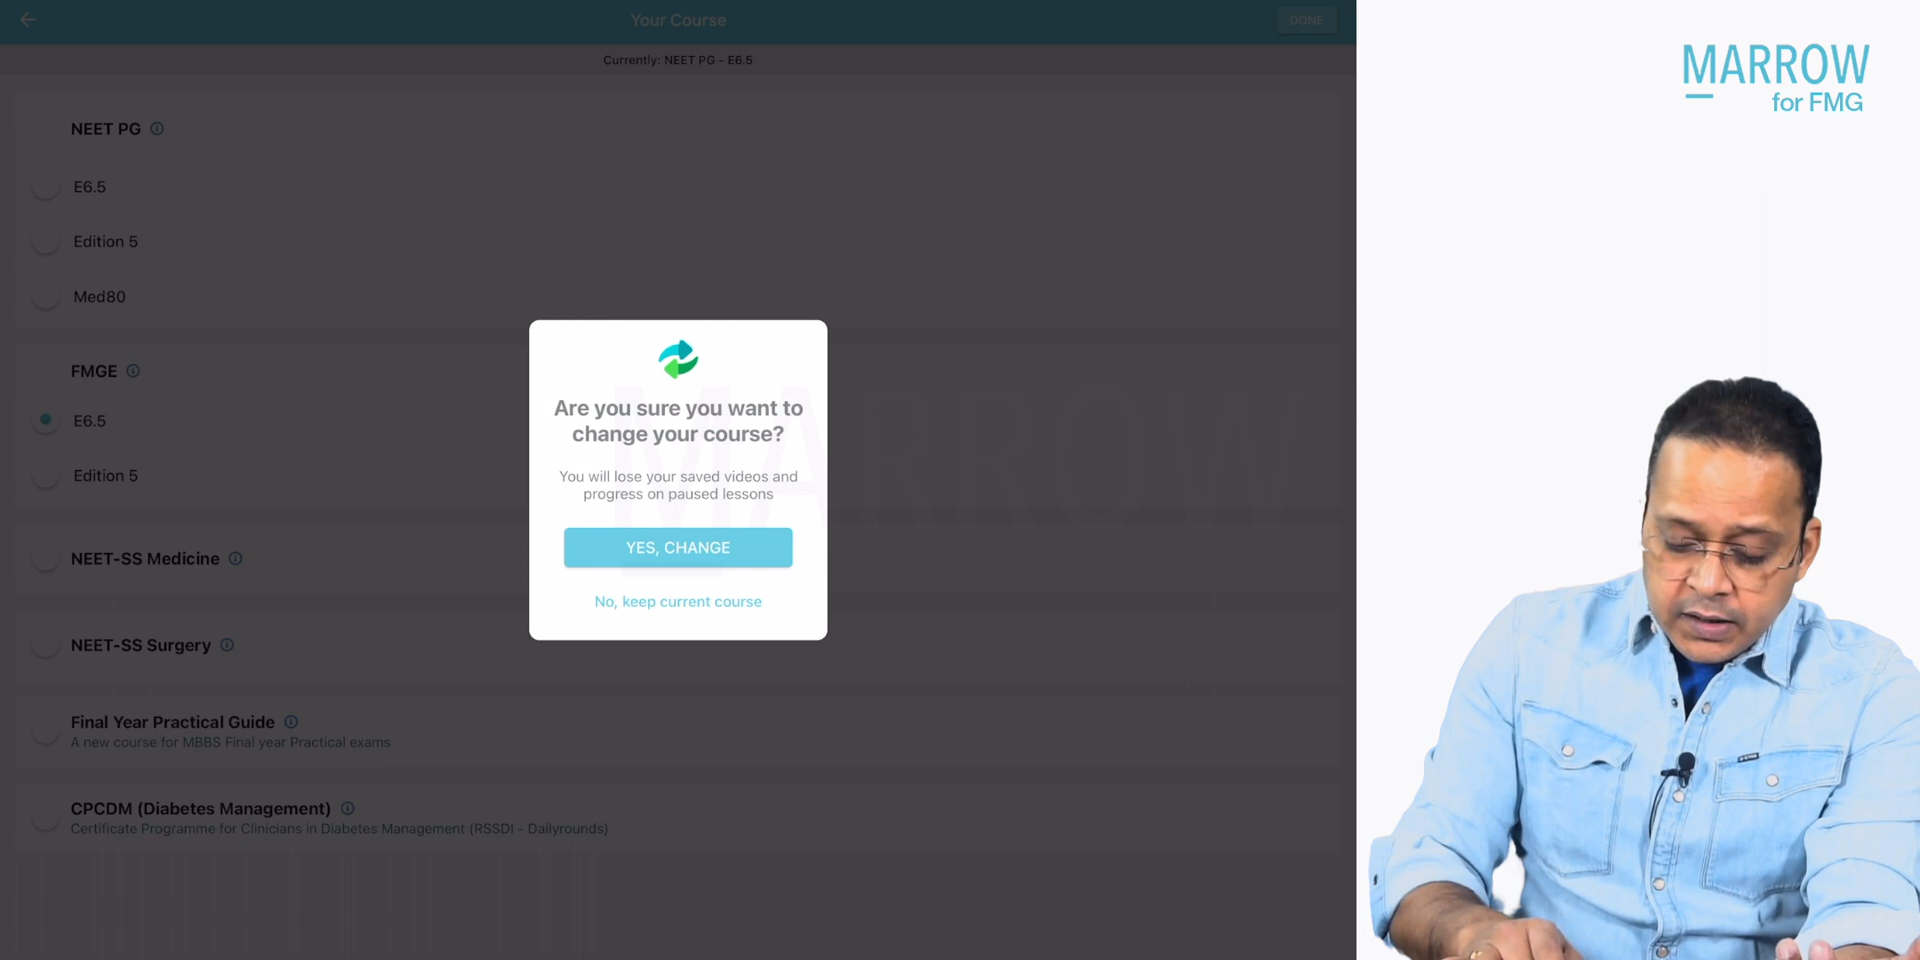 Your Course
DONE
Currently: NEET PG - E6.5
NEET PG
E6.5
Edition 5
Med80
FMGE
E6.5
Edition 5
NEET-SS Medicine
NEET-SS Surgery
Final Year Practical Guide
A new course for MBBS Final year Practical exams
CPCDM (Diabetes Management)
Certificate Programme for Clinicians in Diabetes Management (RSSDI - Dailyrounds)
Are you sure you want to
change your course?
You will lose your saved videos and
progress on paused lessons
YES, CHANGE
No, keep current course
MARROW
MARROW
for FMG